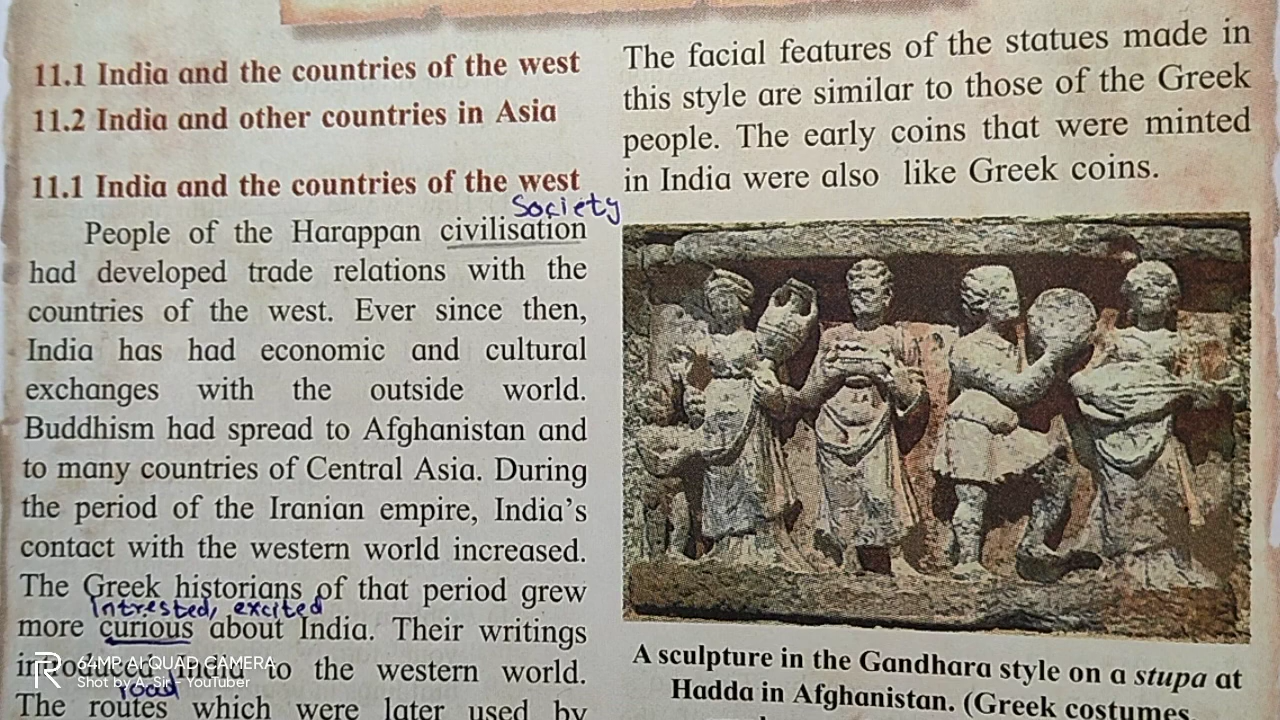 11.1 India and the countries of the west
11.2 India and other countries in Asia
11.1 India and the countries of the west
Society
People of the Harappan civilisation
had developed trade relations with the
countries of the west. Ever since then,
India has had economic and cultural
exchanges with the outside world.
Buddhism had spread to Afghanistan and
to many countries of Central Asia. During
the period of the Iranian empire, India's
contact with the western world increased.
The Greek historians of that period grew
Intrested, excited
more curious about India. Their writings
to the western world.
road
The routes which were later used by
The facial features of the statues made in
this style are similar to those of the Greek
people. The early coins that were minted
in India were also like Greek coins.
A sculpture in the Gandhara style on a stupa at
Hadda in Afghanistan. (Greek costumes,
64MP AI QUAD CAMERA
Shot by A. Sir - YouTuber